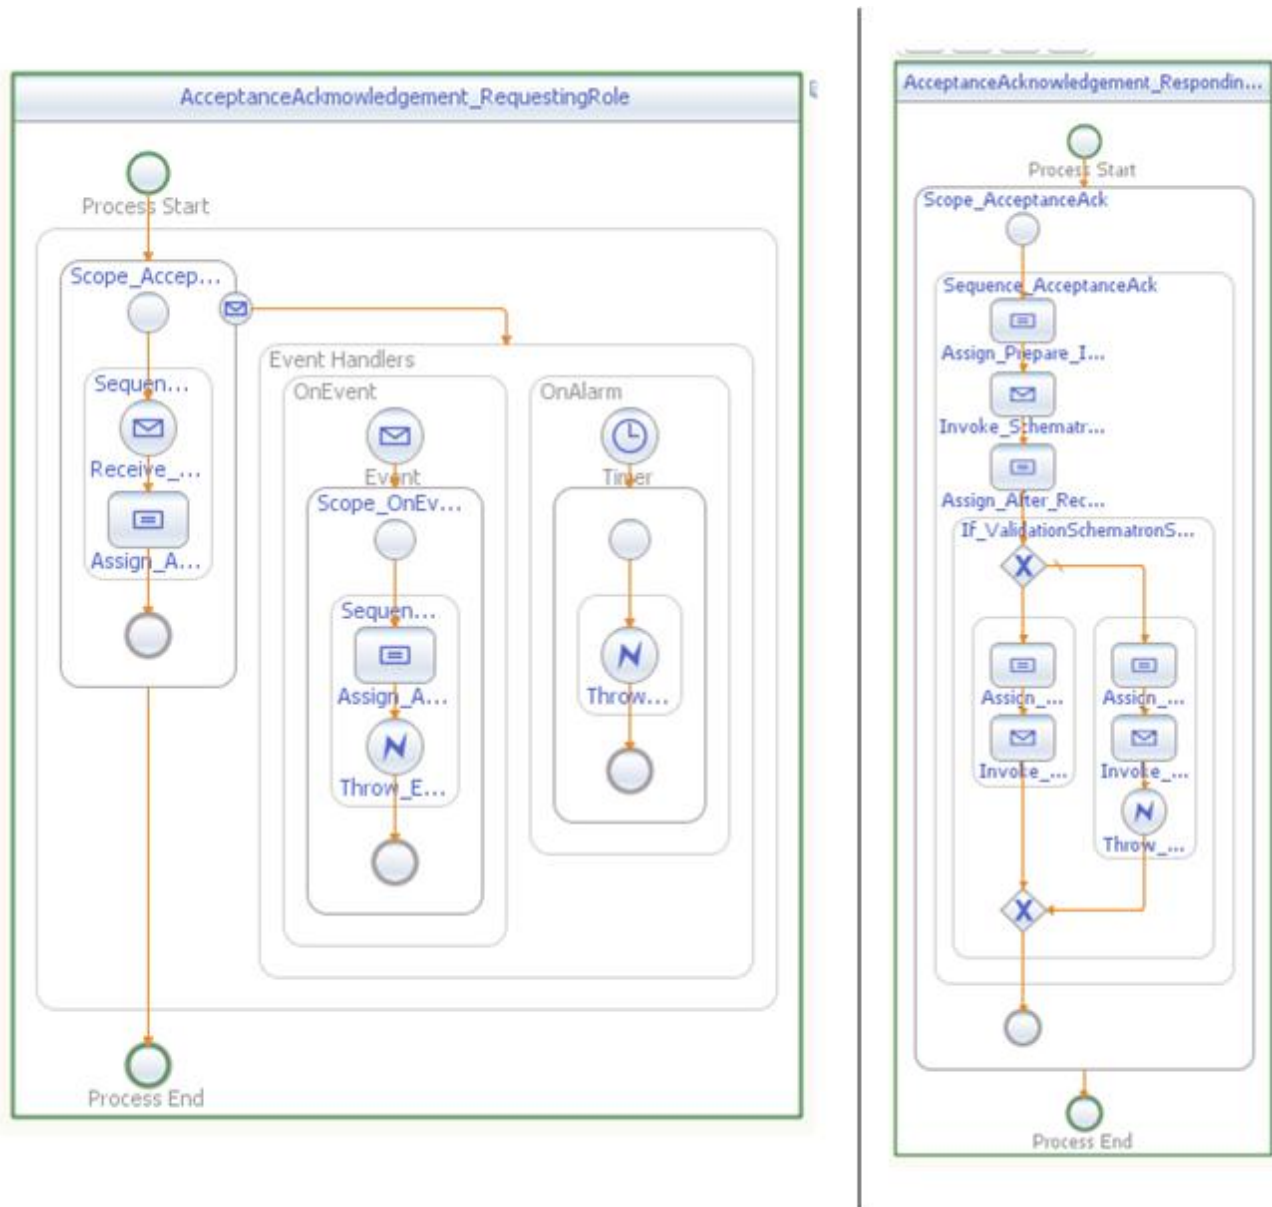 AcceptanceAckmowledgement_RequestingRole
Process Start
Scope_Accep...
Sequen...
Receive_...
Assign_A...
Event Handlers
OnEvent
Event
Scope_OnEv...
Sequen...
Assign_A...
Throw_E...
OnAlarm
Timer
Throw...
Process End
AcceptanceAcknowledgement_Respondin...
Process Start
Scope_AcceptanceAck
Sequence_AcceptanceAck
Assign_Prepare_I...
Invoke_Schematr...
Assign_After_Rec...
If_ValidationSchematronS...
Assign_...
Assign_...
Invoke_...
Invoke_...
Throw_...
Process End